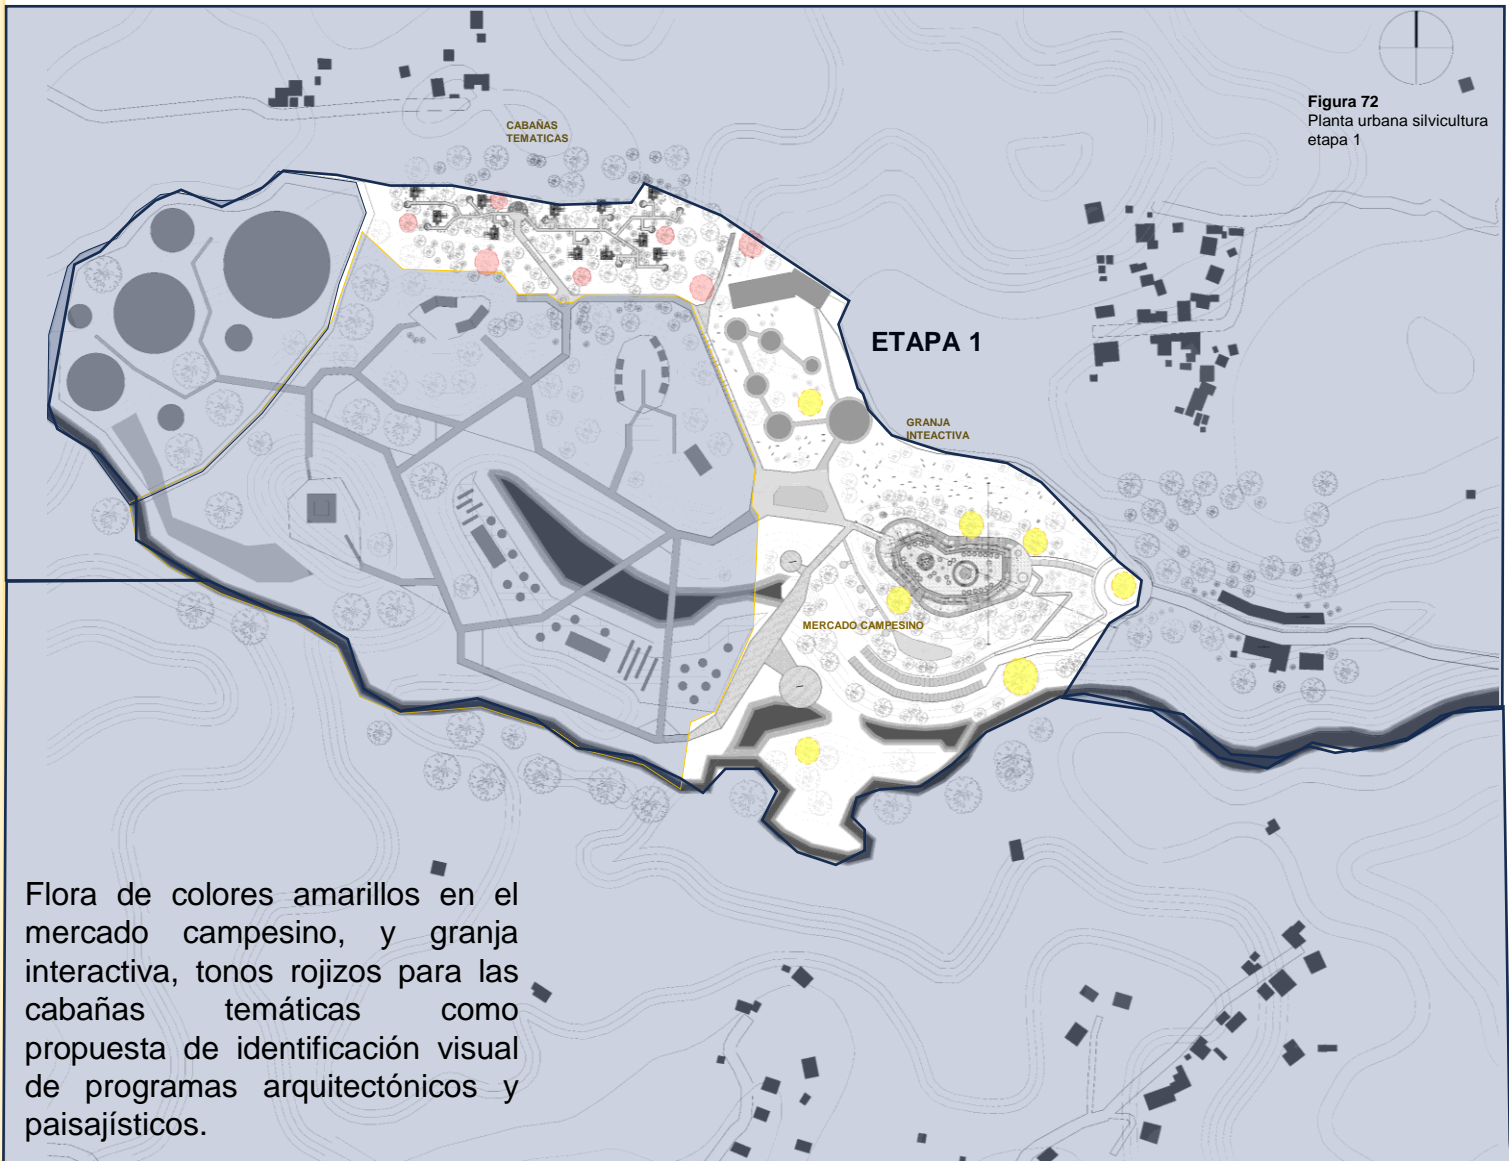 Figura 72
Planta urbana silvicultura
etapa 1
CABAÑAS
TEMATICAS
ETAPA 1
GRANJA
INTEACTIVA
MERCADO CAMPESINO
Flora de colores amarillos en el
mercado campesino, y granja
interactiva, tonos rojizos para las
cabañas temáticas como
propuesta de identificación visual
de programas arquitectónicos y
paisajísticos.